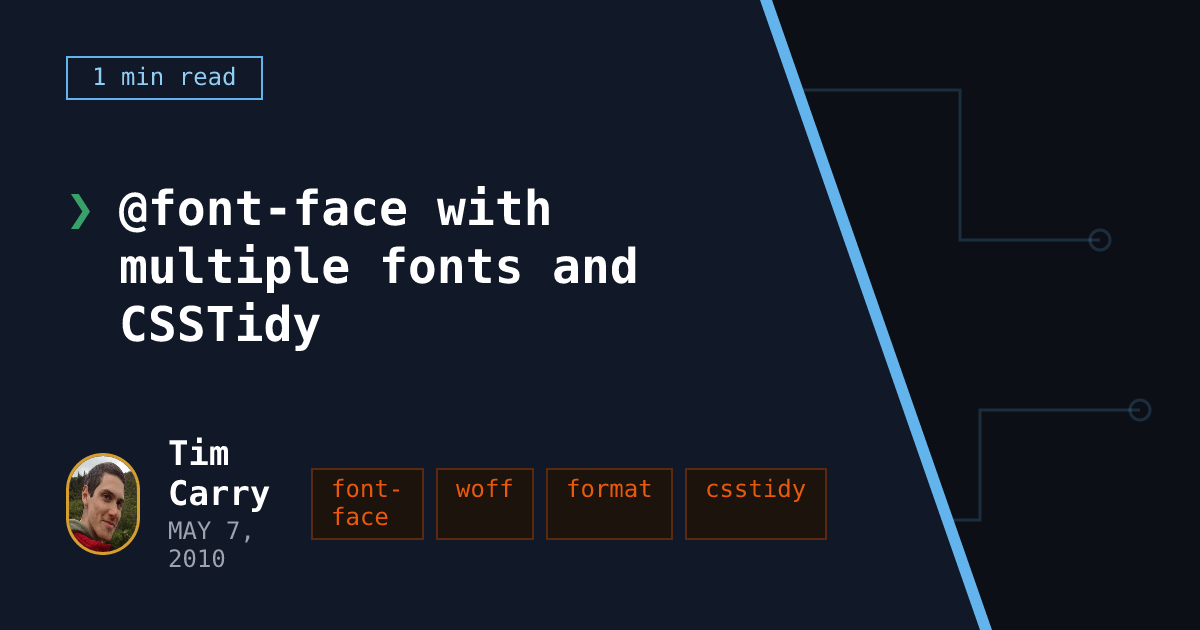 1 min read
❯ @font-face with
multiple fonts and
CSSTidy
Tim
Carry
MAY 7,
2010
font-
face
woff
format
csstidy